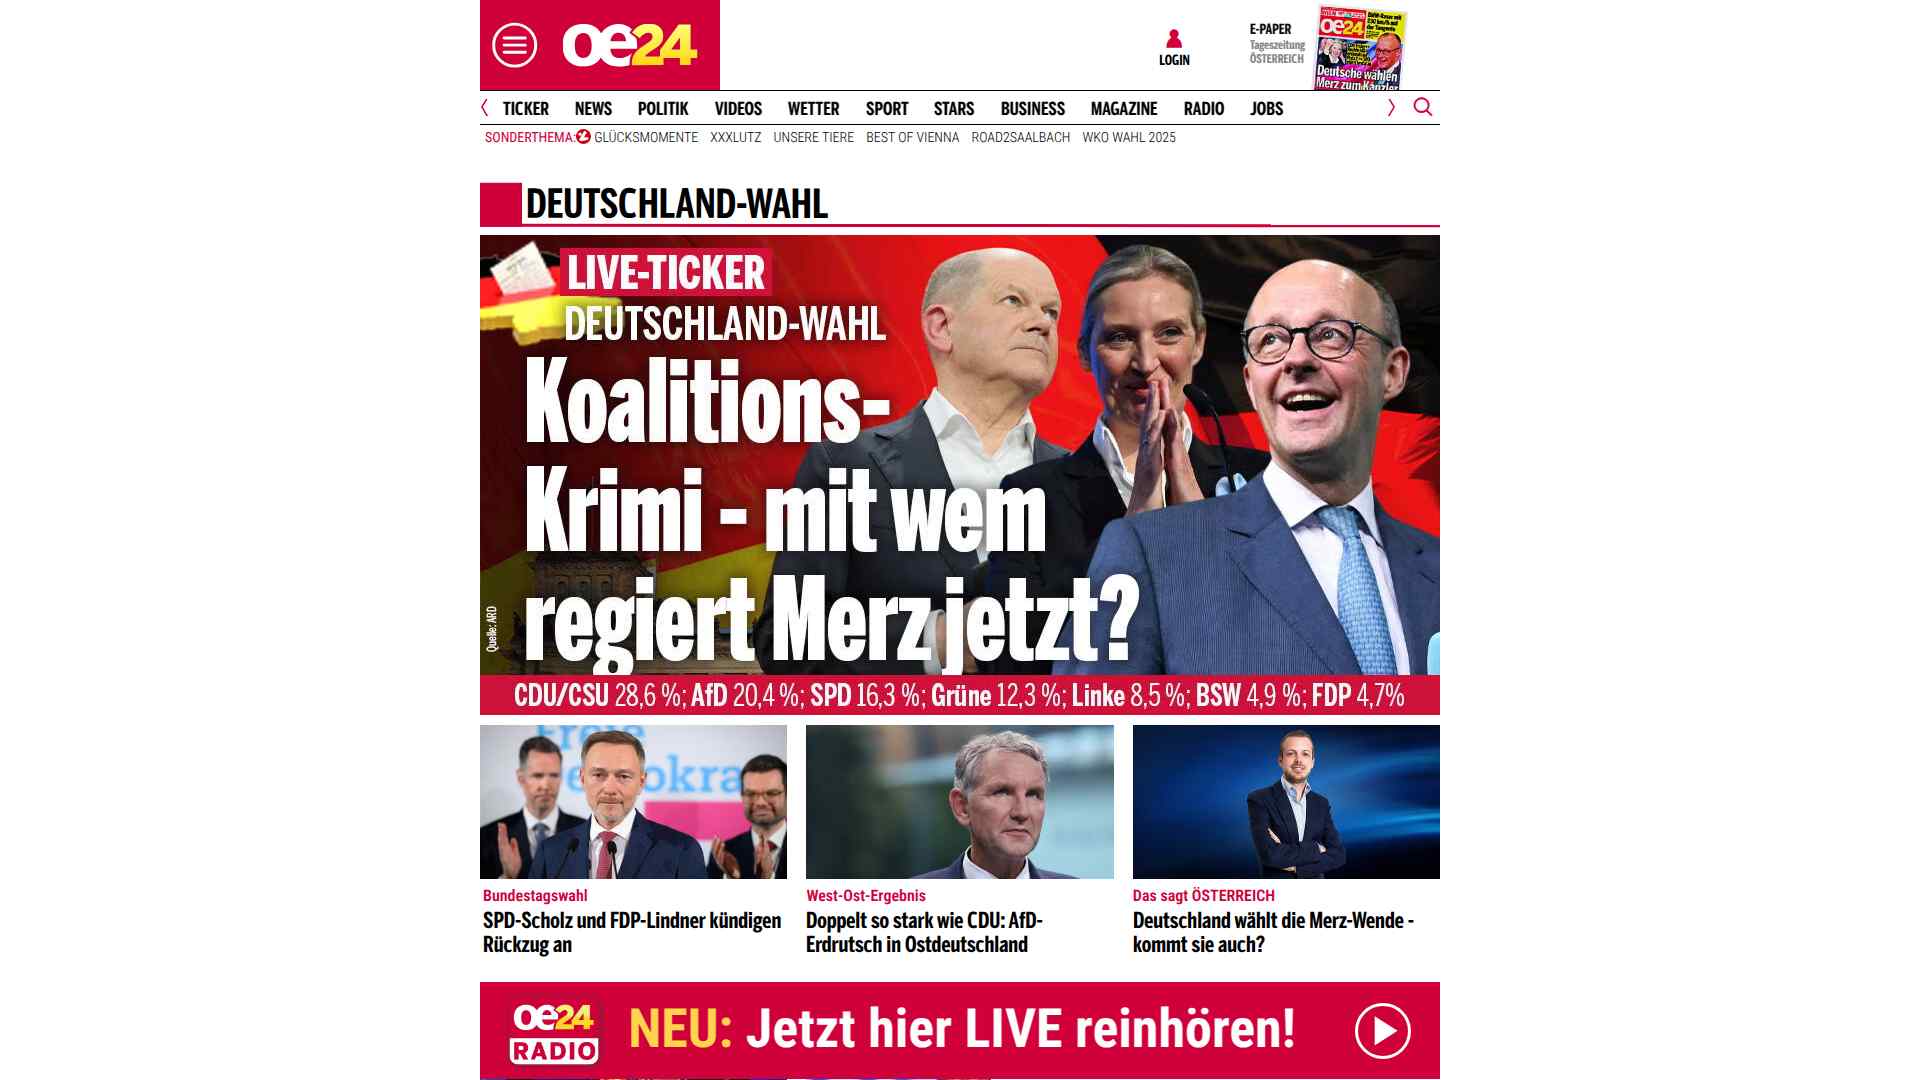 oe24
LOGIN
E-PAPER
Tageszeitung
ÖSTERREICH
oe24
Deutsche wählen
Merz zum Kanzler
TICKER NEWS POLITIK VIDEOS WETTER SPORT STARS BUSINESS MAGAZINE RADIO JOBS
SONDERTHEMA: GLÜCKSMOMENTE XXXLUTZ UNSERE TIERE BEST OF VIENNA ROAD2SAALBACH WKO WAHL 2025
DEUTSCHLAND-WAHL
LIVE-TICKER
DEUTSCHLAND-WAHL
Koalitions-
Krimi - mit wem
regiert Merz jetzt?
Quelle: ARD
CDU/CSU 28,6 %; AfD 20,4 %; SPD 16,3 %; Grüne 12,3 %; Linke 8,5 %; BSW 4,9 %; FDP 4,7%
Bundestagswahl
SPD-Scholz und FDP-Lindner kündigen
Rückzug an
West-Ost-Ergebnis
Doppelt so stark wie CDU: AfD-
Erdrutsch in Ostdeutschland
Das sagt ÖSTERREICH
Deutschland wählt die Merz-Wende -
kommt sie auch?
oe24
RADIO
NEU: Jetzt hier LIVE reinhören!